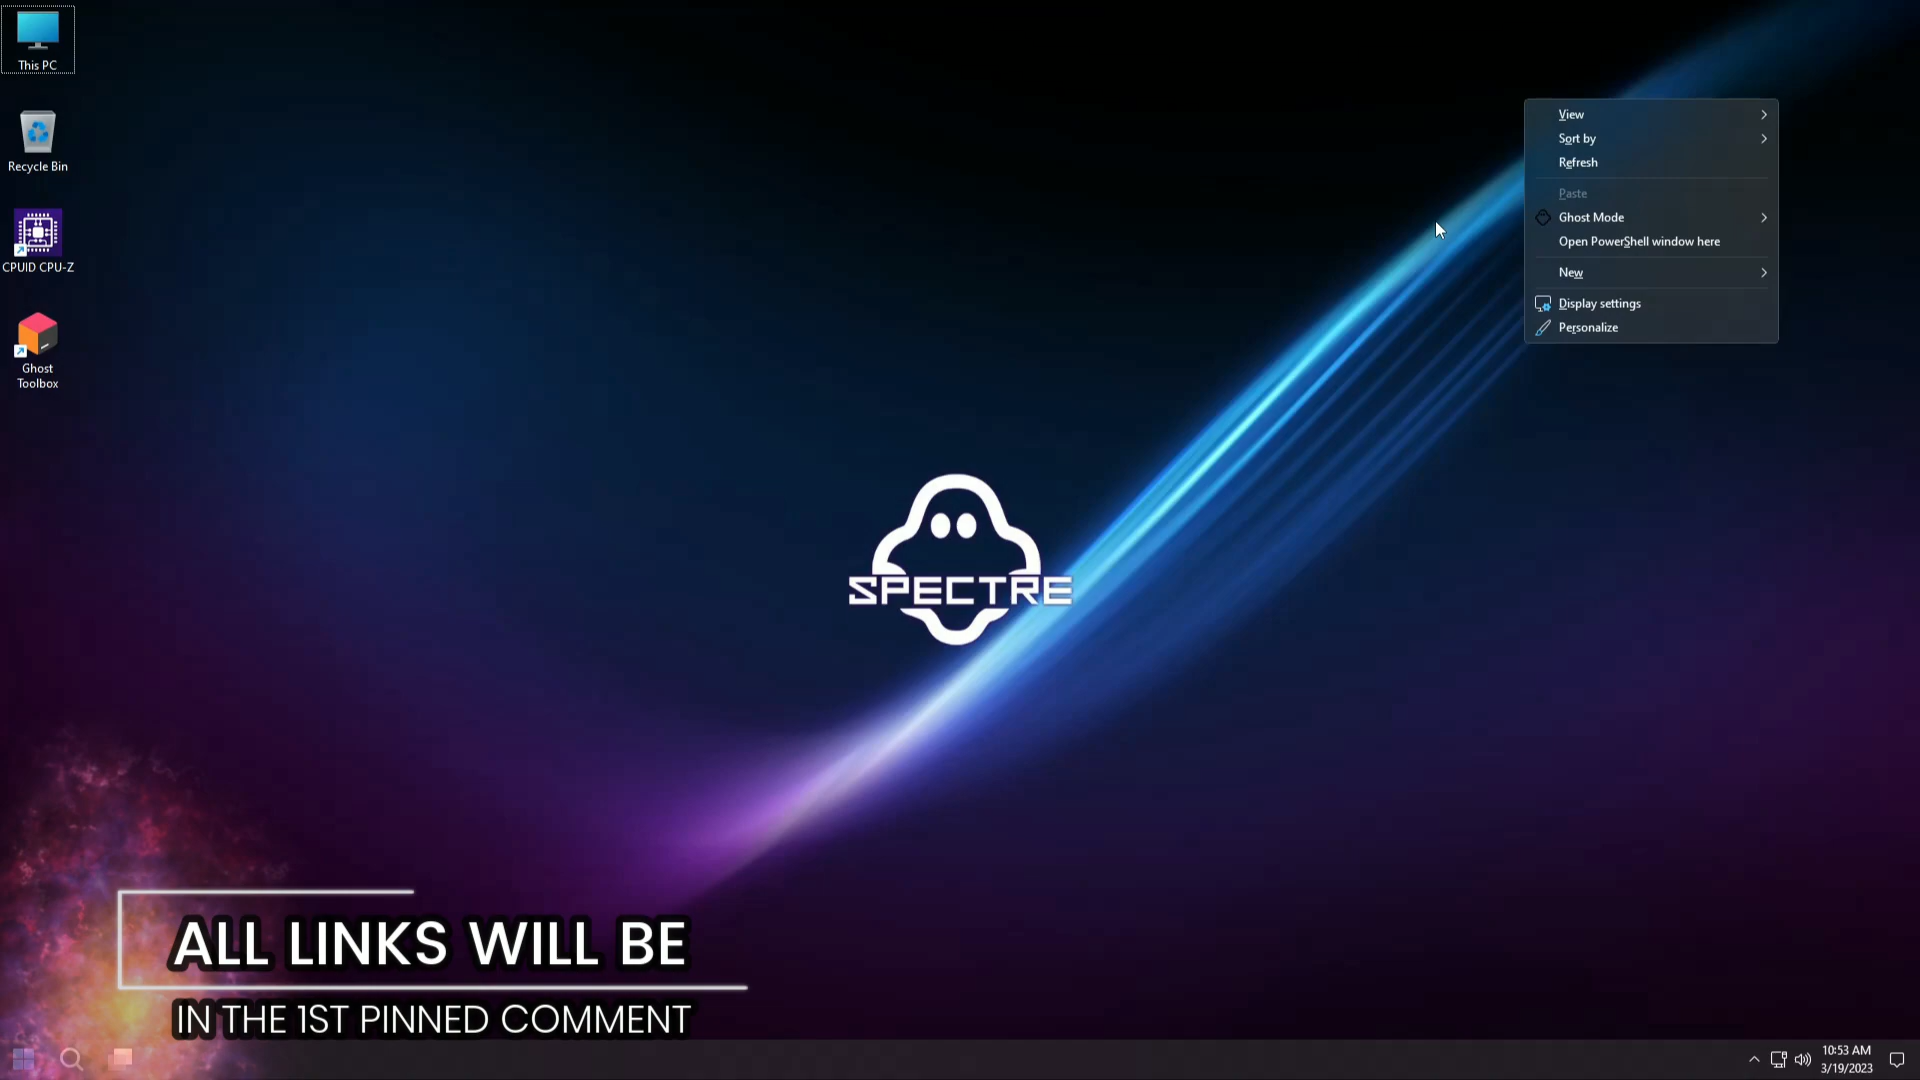 This PC
Recycle Bin
CPUID CPU-Z
Ghost
Toolbox
View
Sort by
Refresh
Paste
Ghost Mode
Open PowerShell window here
New
Display settings
Personalize
SPECTRE
ALL LINKS WILL BE
IN THE 1ST PINNED COMMENT
10:53 AM
3/19/2023